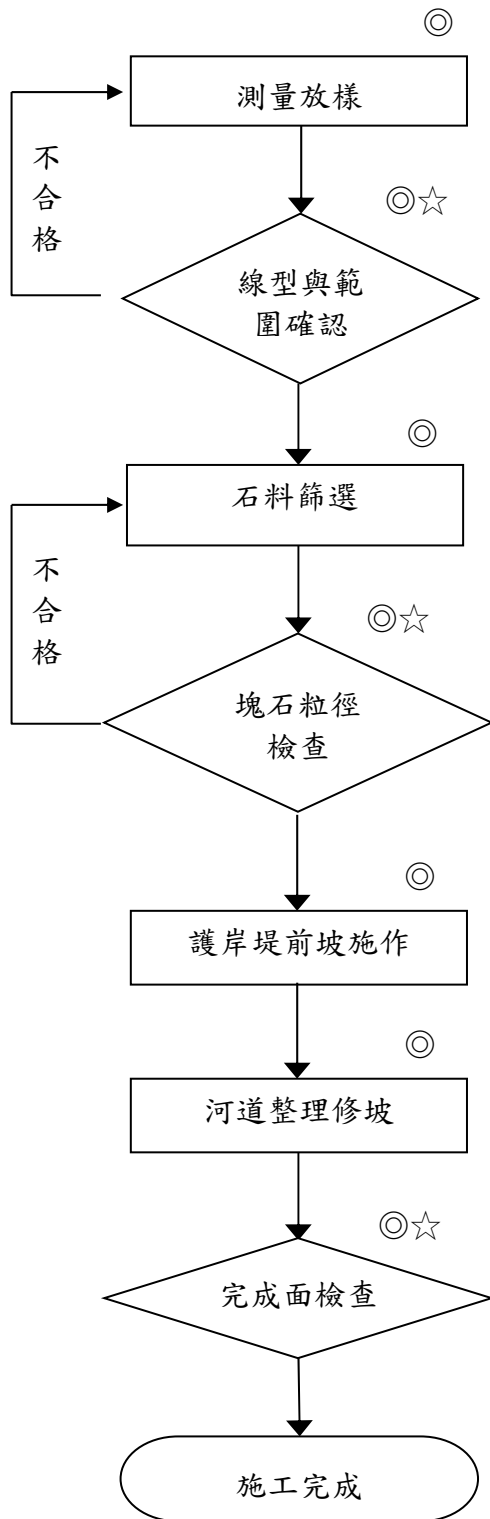 ◎
測量放樣
不
合
格
◎☆
線型與範
圍確認
◎
石料篩選
不
合
格
◎☆
塊石粒徑
檢查
◎
護岸堤前坡施作
◎
河道整理修坡
◎☆
完成面檢查
施工完成